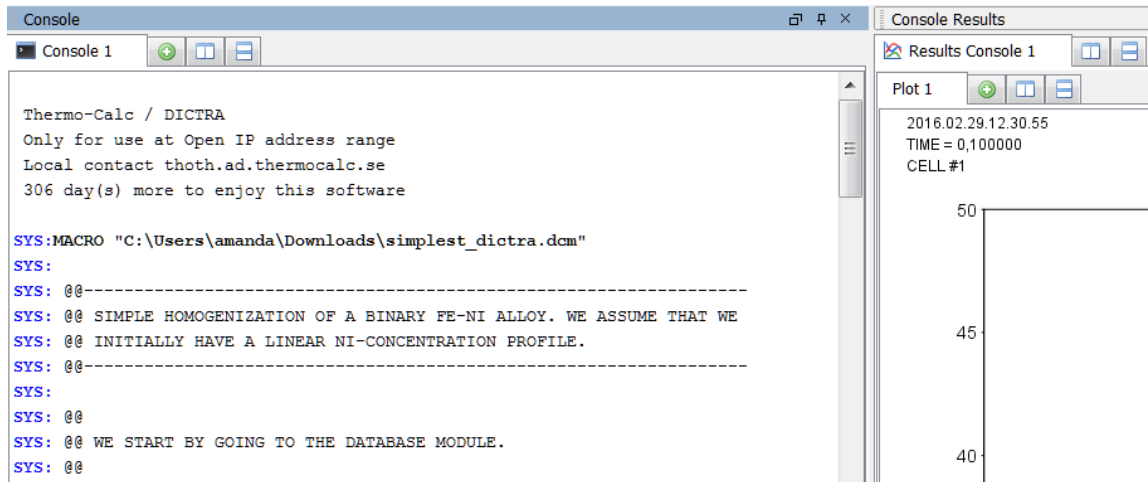 Console
Console 1
Thermo-Calc / DICTRA
Only for use at Open IP address range
Local contact thoth.ad.thermocalc.se
306 day(s) more to enjoy this software
SYS:MACRO "C:\Users\amanda\Downloads\simplest_dictra.dcm"
SYS:
SYS: @@-----------------------------------------------------------------
SYS: @@ SIMPLE HOMOGENIZATION OF A BINARY FE-NI ALLOY. WE ASSUME THAT WE
SYS: @@ INITIALLY HAVE A LINEAR NI-CONCENTRATION PROFILE.
SYS: @@-----------------------------------------------------------------
SYS:
SYS: @@
SYS: @@ WE START BY GOING TO THE DATABASE MODULE.
SYS: @@
Console Results
Results Console 1
Plot 1
2016.02.29.12.30.55
TIME = 0,100000
CELL #1
50
45
40